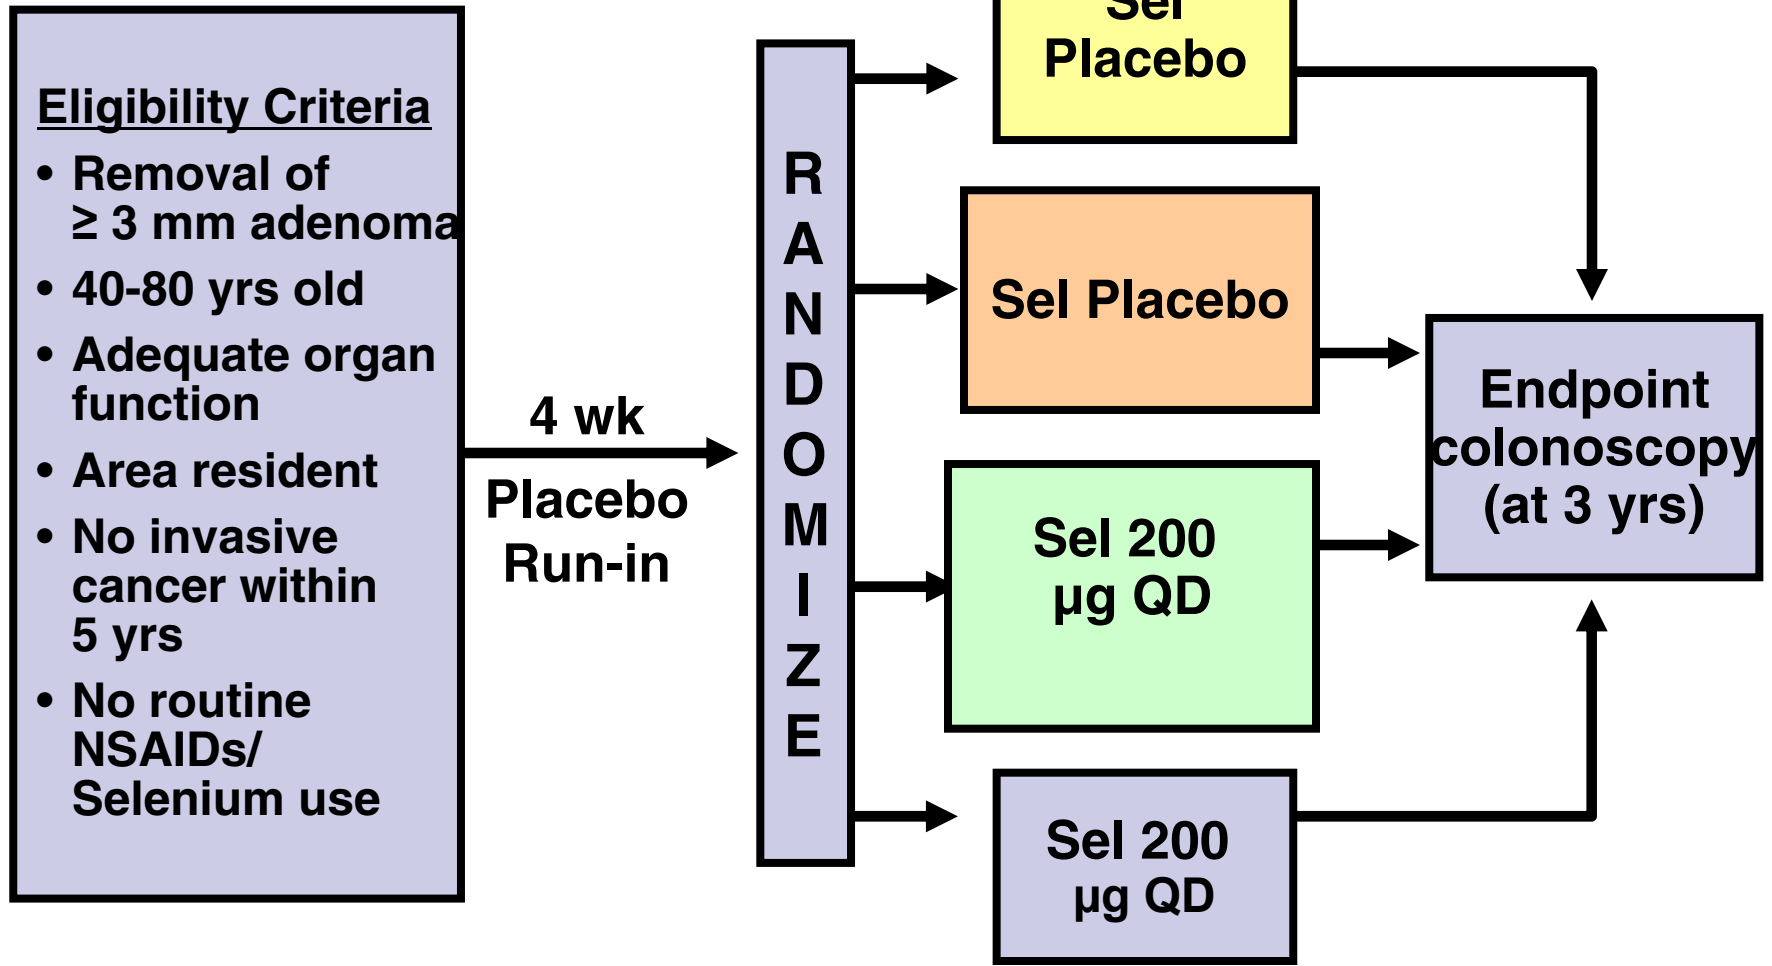 Eligibility Criteria
• Removal of
≥ 3 mm adenoma
• 40-80 yrs old
• Adequate organ
function
• Area resident
• No invasive
cancer within
5 yrs
• No routine
NSAIDs/
Selenium use
4 wk
Placebo
Run-in
R
A
N
D
O
M
I
Z
E
Sel
Placebo
Sel Placebo
Sel 200
µg QD
Sel 200
µg QD
Endpoint
colonoscopy
(at 3 yrs)